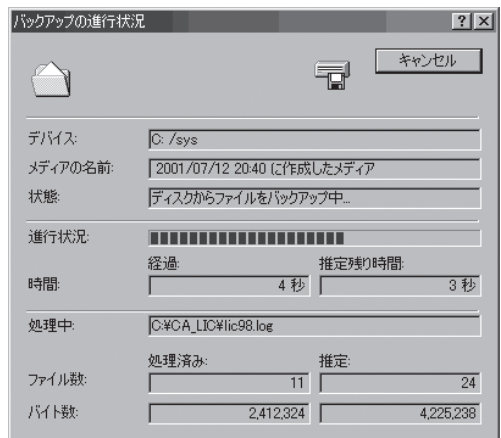 バックアップの進行状況
キャンセル
デバイス: C: /sys
メディアの名前: 2001/07/12 20:40 に作成したメディア
状態: ディスクからファイルをバックアップ中...
進行状況:
経過: 推定残り時間:
時間: 4 秒 3 秒
処理中: C:¥CA_LIC¥lic98.log
処理済み: 推定:
ファイル数: 11 24
バイト数: 2,412,324 4,225,238